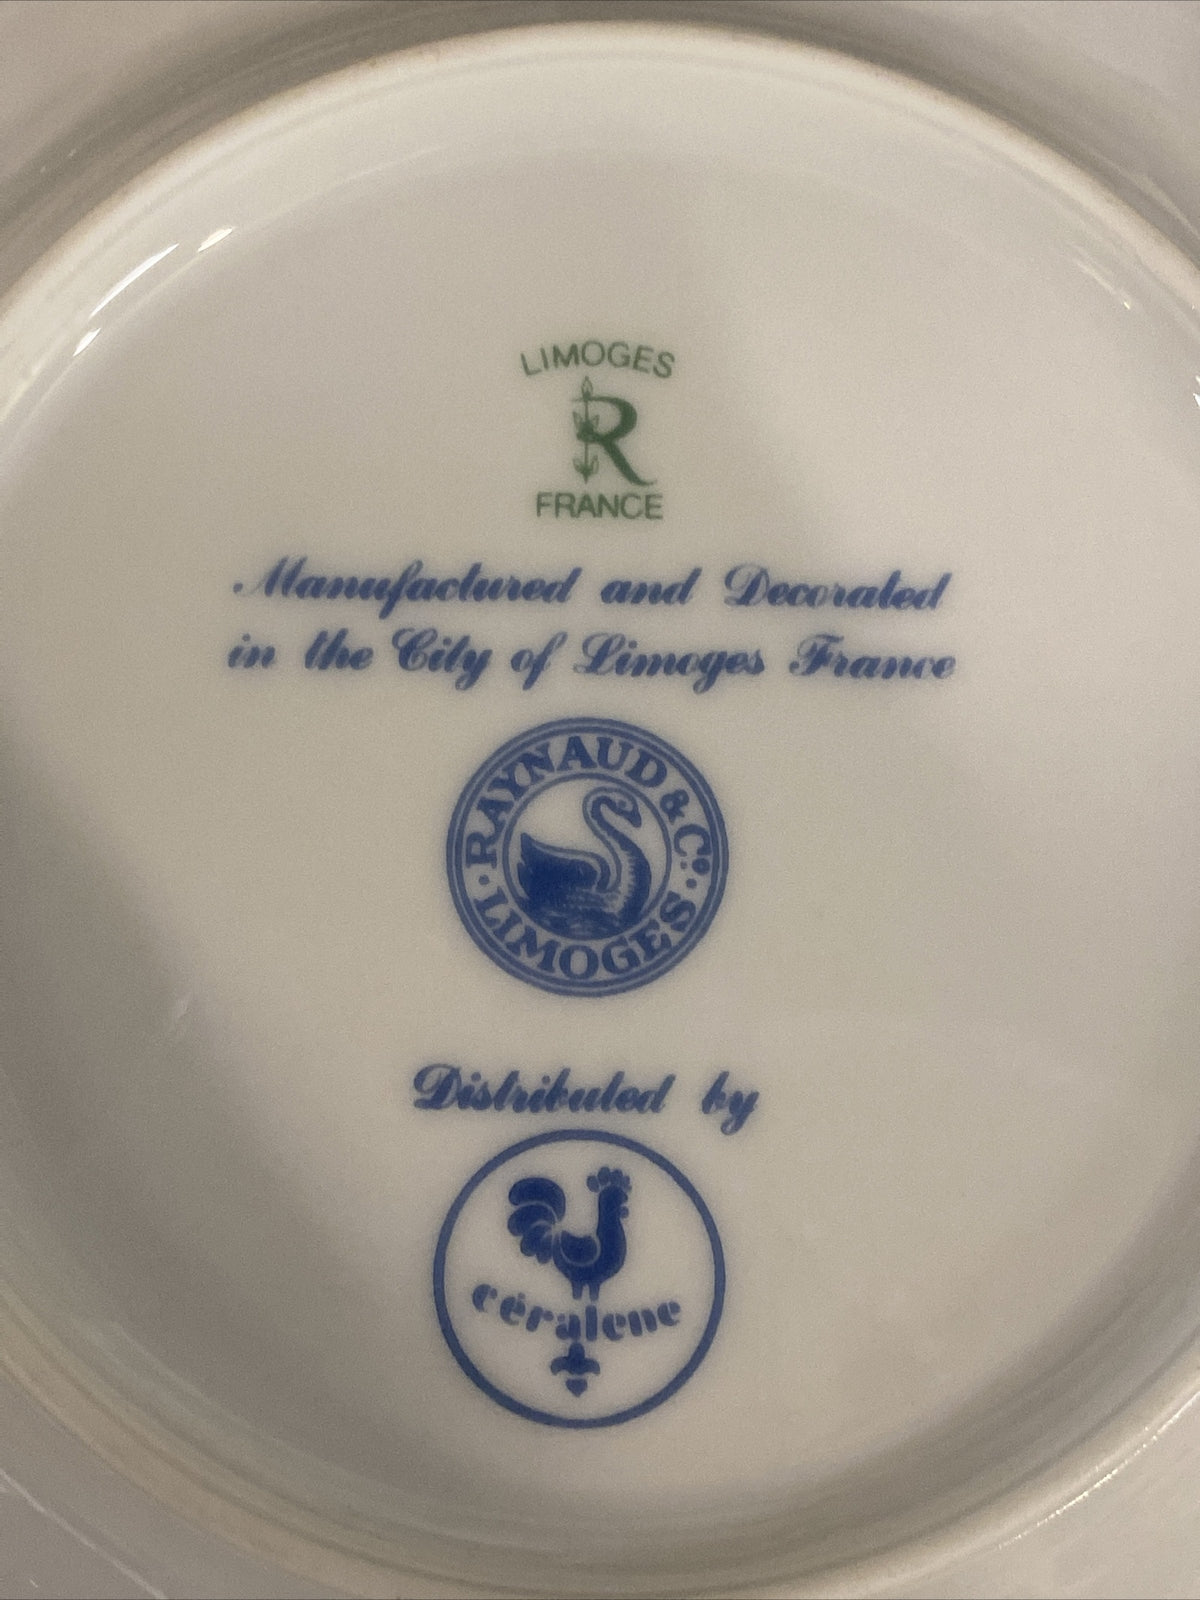 LIMOGES
R
FRANCE
Manufactured and Decorated
in the City of Limoges France
RAYNAUD & Co.
· LIMOGES ·
Distributed by
céralene